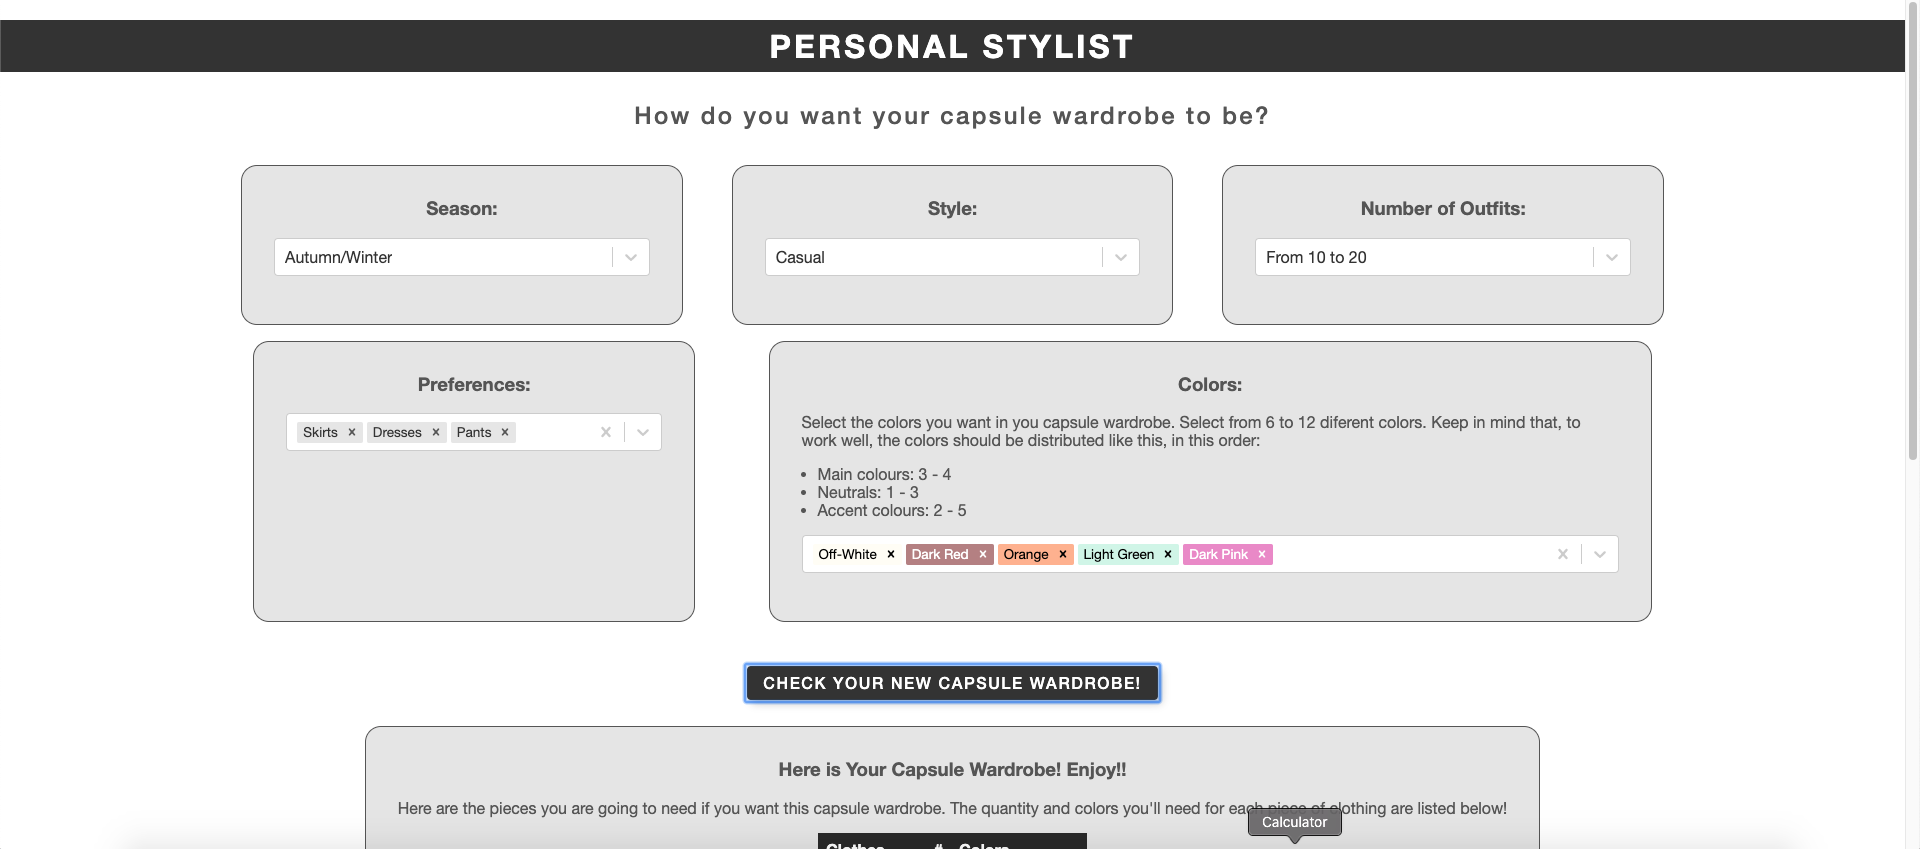 PERSONAL STYLIST
How do you want your capsule wardrobe to be?
Season:
Autumn/Winter
Style:
Casual
Number of Outfits:
From 10 to 20
Preferences:
Skirts × Dresses × Pants ×
Colors:
Select the colors you want in you capsule wardrobe. Select from 6 to 12 diferent colors. Keep in mind that, to
work well, the colors should be distributed like this, in this order:
• Main colours: 3 - 4
• Neutrals: 1 - 3
• Accent colours: 2 - 5
Off-White × Dark Red × Orange × Light Green × Dark Pink ×
CHECK YOUR NEW CAPSULE WARDROBE!
Here is Your Capsule Wardrobe! Enjoy!!
Here are the pieces you are going to need if you want this capsule wardrobe. The quantity and colors you'll need for each piece of clothing are listed below!
Calculator
Clothes # Colors